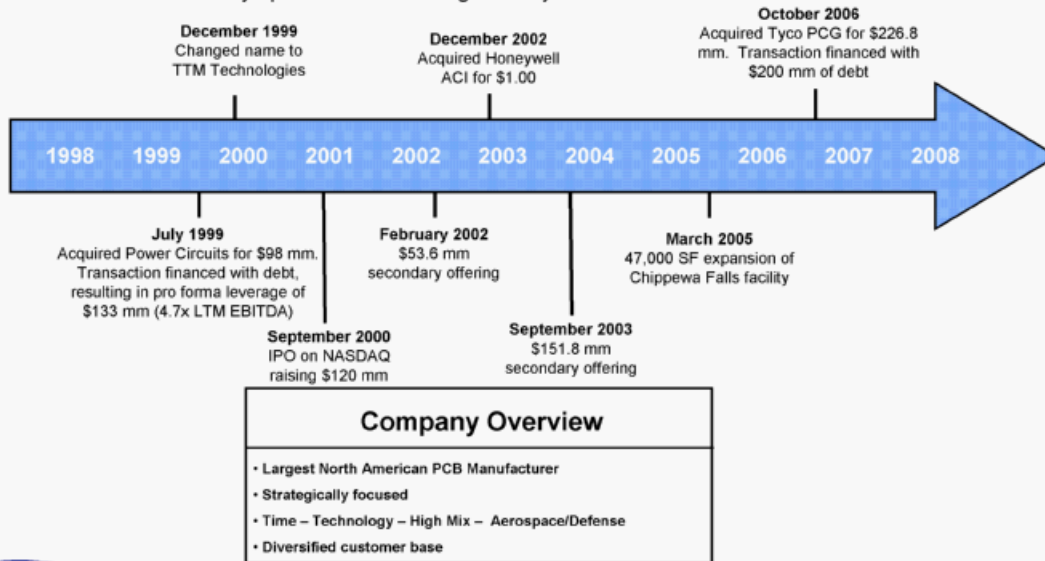 December 1999
Changed name to
TTM Technologies
December 2002
Acquired Honeywell
ACI for $1.00
October 2006
Acquired Tyco PCG for $226.8
mm. Transaction financed with
$200 mm of debt
1998 1999 2000 2001 2002 2003 2004 2005 2006 2007 2008
July 1999
Acquired Power Circuits for $98 mm.
Transaction financed with debt,
resulting in pro forma leverage of
$133 mm (4.7x LTM EBITDA)
September 2000
IPO on NASDAQ
raising $120 mm
February 2002
$53.6 mm
secondary offering
September 2003
$151.8 mm
secondary offering
March 2005
47,000 SF expansion of
Chippewa Falls facility
Company Overview
• Largest North American PCB Manufacturer
• Strategically focused
• Time – Technology – High Mix – Aerospace/Defense
• Diversified customer base